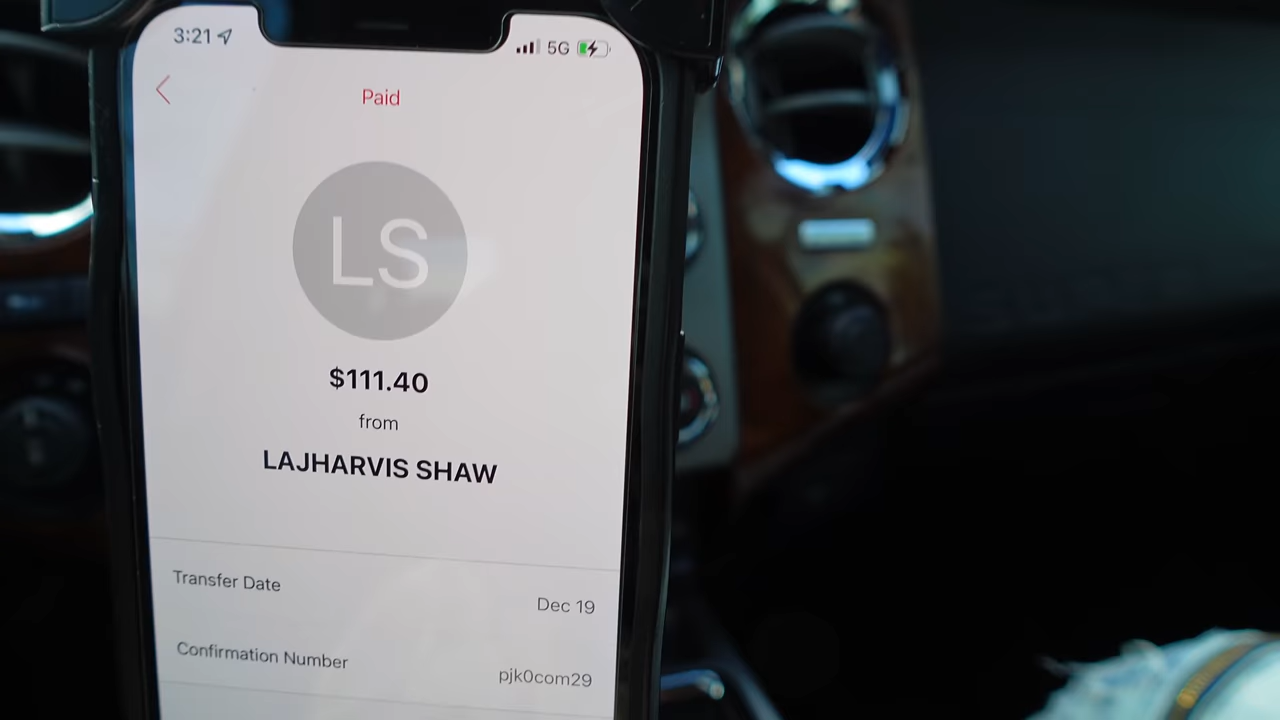 3:21
5G
Paid
LS
$111.40
from
LAJHARVIS SHAW
Transfer Date
Dec 19
Confirmation Number
pjk0com29